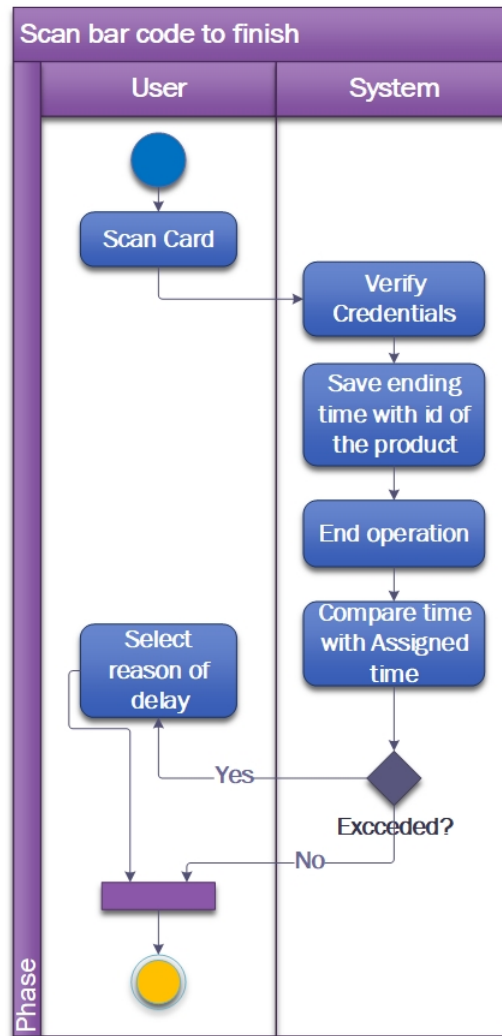 Scan bar code to finish
User
System
Scan Card
Verify
Credentials
Save ending
time with id of
the product
End operation
Compare time
with Assigned
time
Select
reason of
delay
Yes
Excceded?
No
Phase